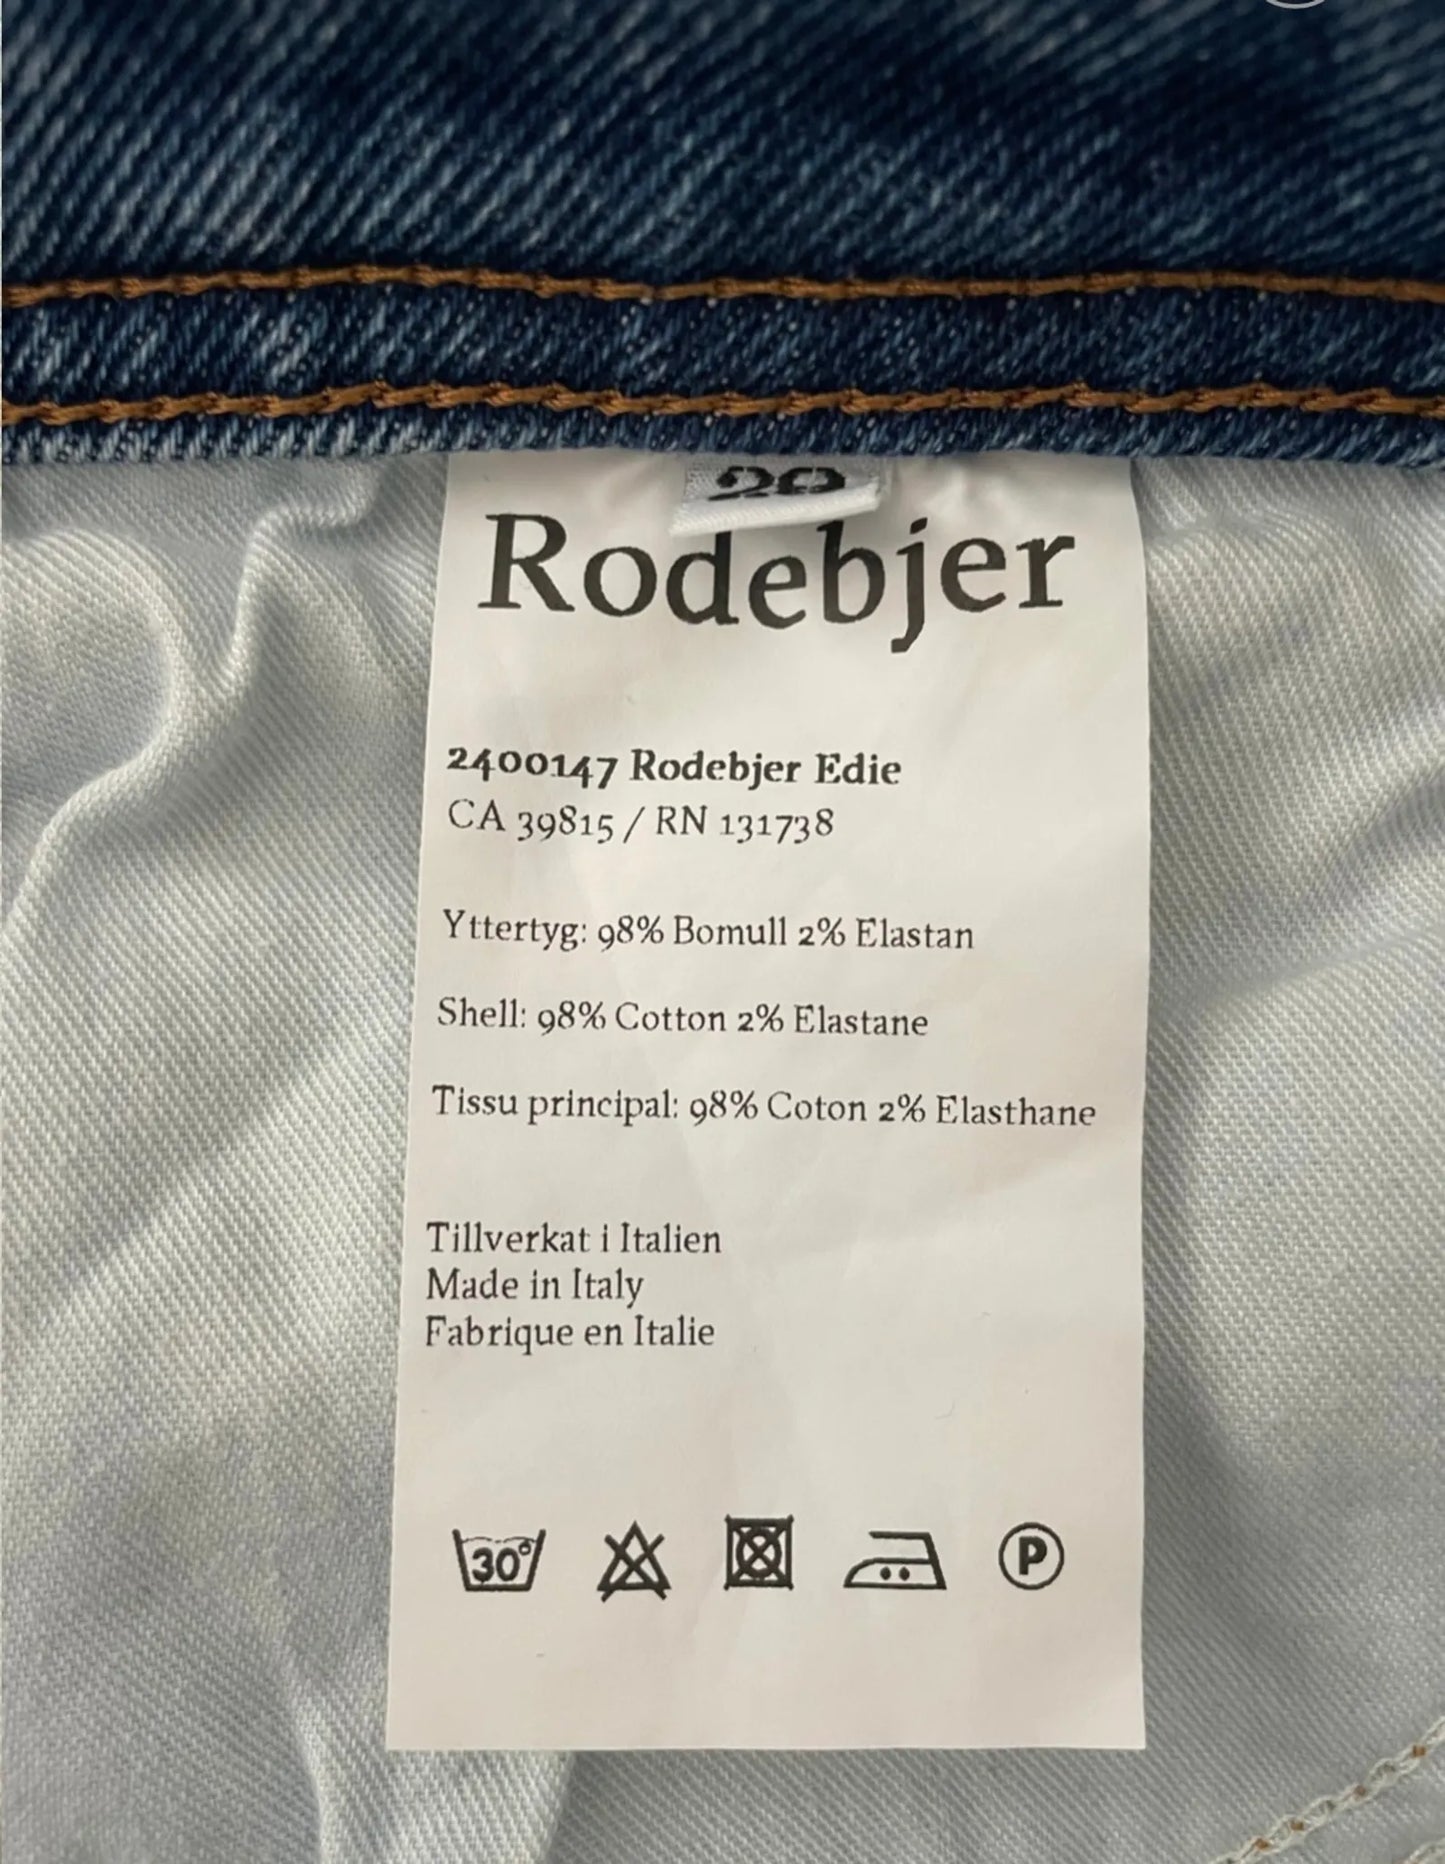 Rodebjer
2400147 Rodebjer Edie
CA 39815 / RN 131738
Yttertyg: 98% Bomull 2% Elastan
Shell: 98% Cotton 2% Elastane
Tissu principal: 98% Coton 2% Elasthane
Tillverkat i Italien
Made in Italy
Fabrique en Italie
30° P